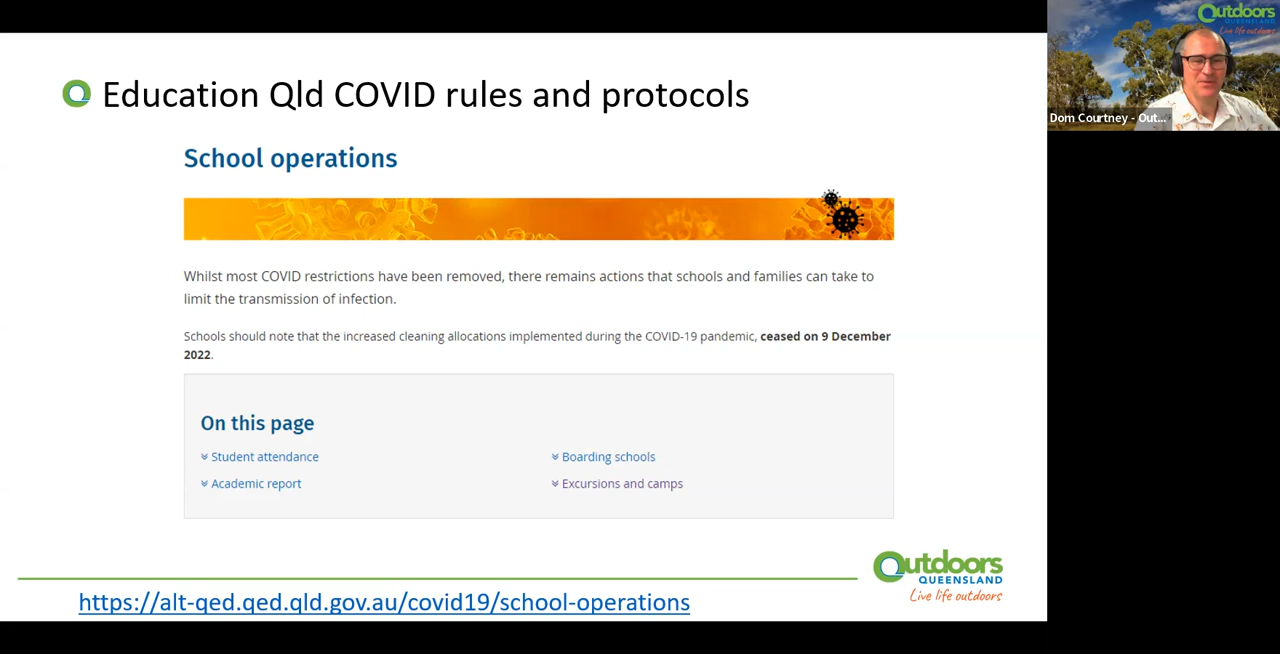 Education Qld COVID rules and protocols
School operations
Whilst most COVID restrictions have been removed, there remains actions that schools and families can take to
limit the transmission of infection.
Schools should note that the increased cleaning allocations implemented during the COVID-19 pandemic, ceased on 9 December
2022.
On this page
Student attendance
Boarding schools
Academic report
Excursions and camps
Outdoors
QUEENSLAND
Live life outdoors
https://alt-qed.qed.qld.gov.au/covid19/school-operations
Outdoors
QUEENSLAND
Live life outdoors
Dom Courtney - Out...